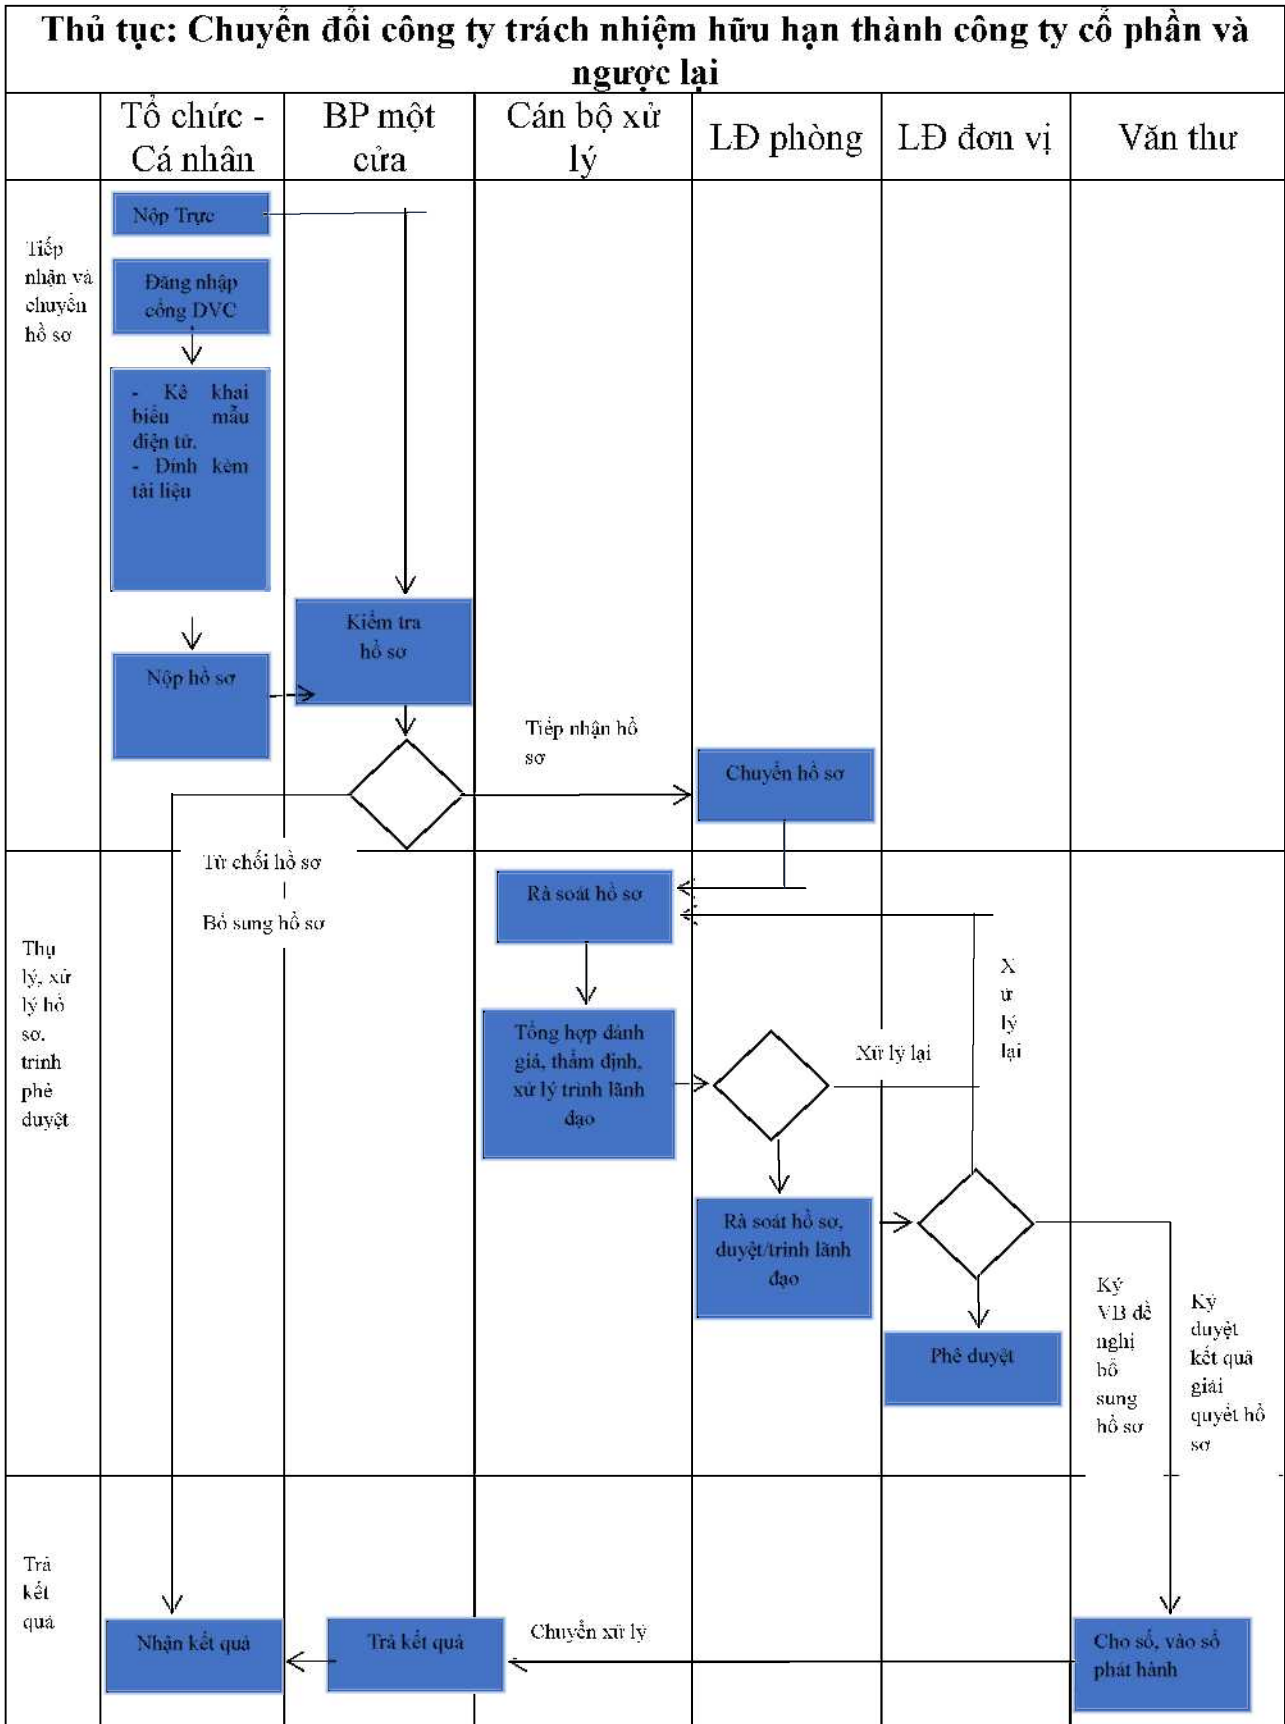 Thủ tục: Chuyển đổi công ty trách nhiệm hữu hạn thành công ty cổ phần và
ngược lại
Tổ chức -
Cá nhân
BP một
cửa
Cán bộ xử
lý
LĐ phòng
LĐ đơn vị
Văn thư
Tiếp
nhận và
chuyển
hồ sơ
Nộp Trực
Đăng nhập
cổng DVC
- Kê khai
biểu mẫu
điện tử.
- Đính kèm
tài liệu
Nộp hồ sơ
Kiểm tra
hồ sơ
Tiếp nhận hồ
sơ
Chuyển hồ sơ
Từ chối hồ sơ
Bổ sung hồ sơ
Thụ
lý, xử
lý hồ
sơ.
trình
phê
duyệt
Rà soát hồ sơ
Tổng hợp đánh
giá, thẩm định,
xử lý trình lãnh
đạo
Xử lý lại
X
ử
lý
lại
Rà soát hồ sơ,
duyệt/trình lãnh
đạo
Phê duyệt
Ký
VB đề
nghị
bổ
sung
hồ sơ
Ký
duyệt
kết quả
giải
quyết hồ
sơ
Trả
kết
quả
Nhận kết quả
Trả kết quả
Chuyển xử lý
Cho số, vào sổ
phát hành